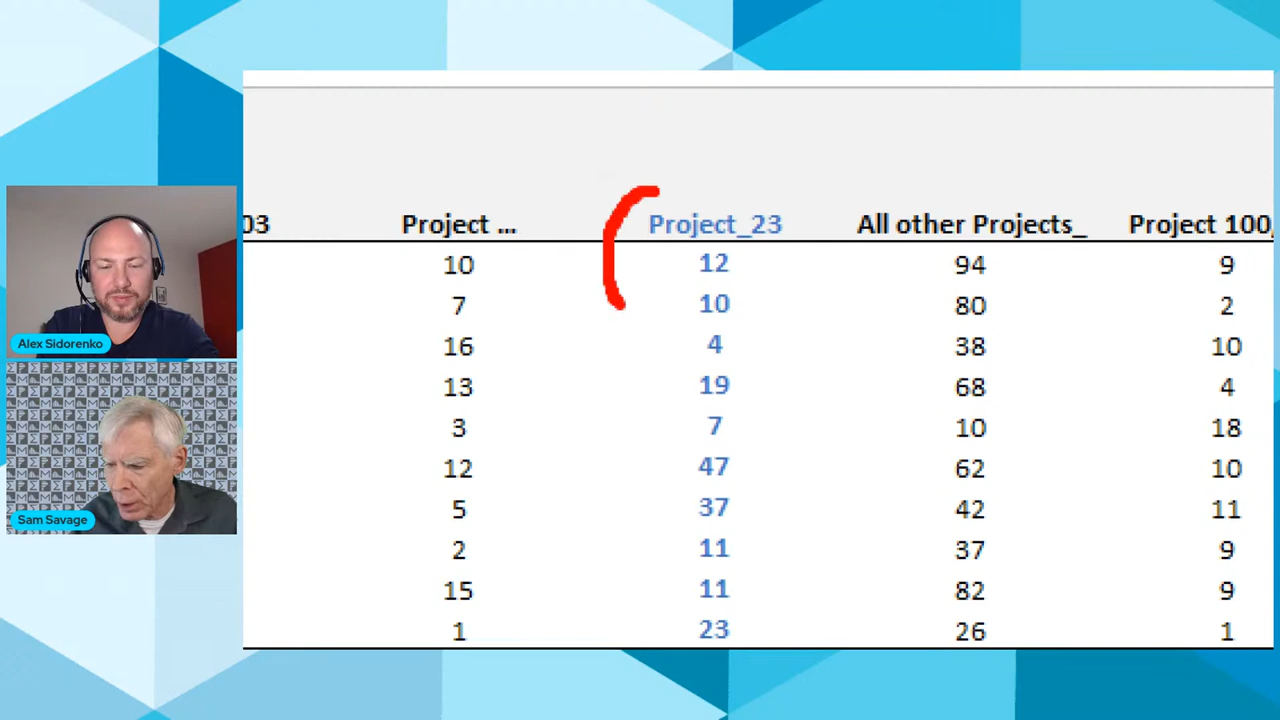 03 Project ... Project_23 All other Projects_ Project 100
10 12 94 9
7 10 80 2
16 4 38 10
13 19 68 4
3 7 10 18
12 47 62 10
5 37 42 11
2 11 37 9
15 11 82 9
1 23 26 1
Alex Sidorenko
Sam Savage